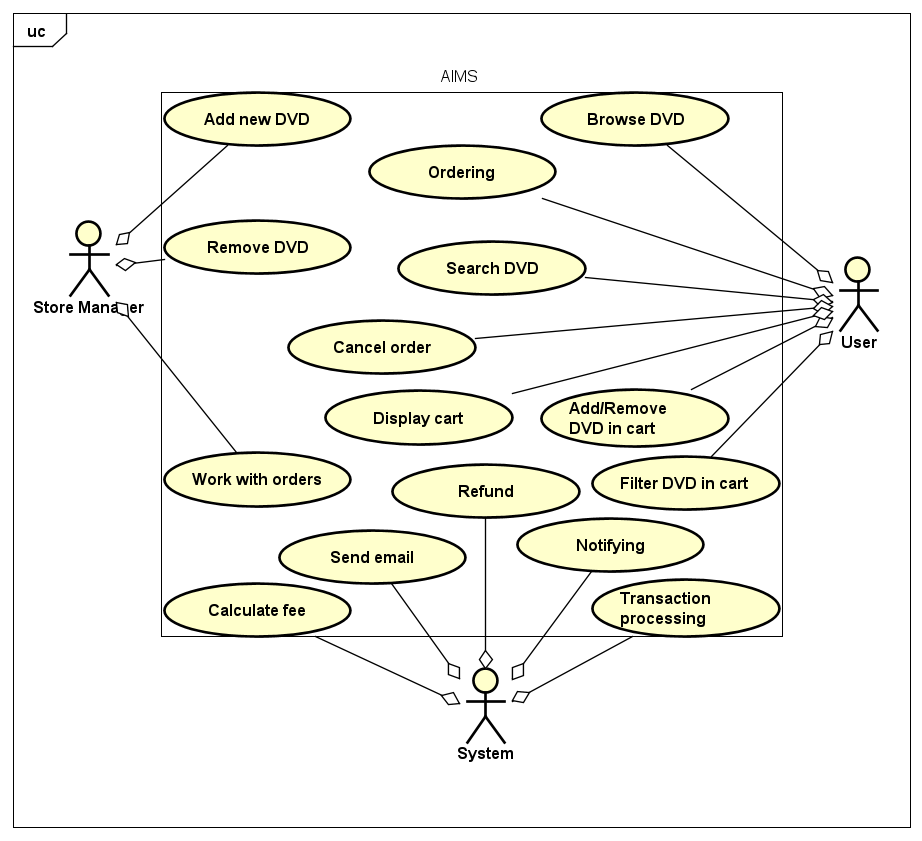 uc
AIMS
Add new DVD
Browse DVD
Ordering
Remove DVD
Search DVD
Store Manager
User
Cancel order
Display cart
Add/Remove
DVD in cart
Work with orders
Refund
Filter DVD in cart
Send email
Notifying
Calculate fee
Transaction
processing
System